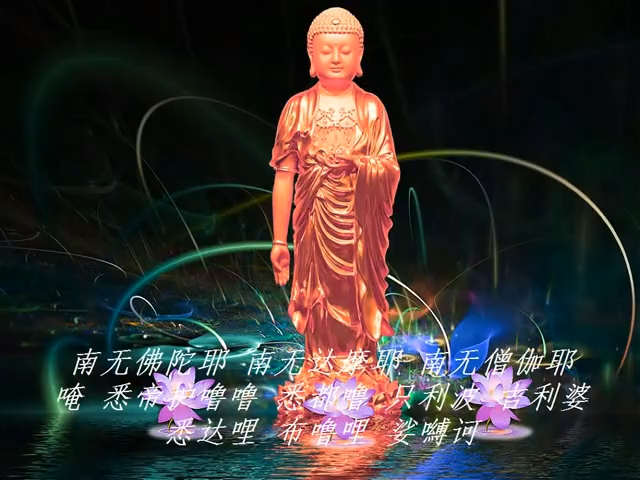 南无佛陀耶 南无达摩耶 南无僧伽耶
唵 悉帝护噜噜 悉都噜 只利波 吉利婆
悉达哩 布噜哩 娑嚩诃